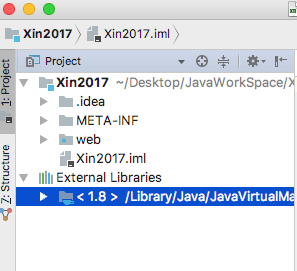 Xin2017 Xin2017.iml
1: Project
Project
Xin2017 ~/Desktop/JavaWorkSpace/X
.idea
META-INF
web
Xin2017.iml
External Libraries
< 1.8 > /Library/Java/JavaVirtualMa
7: Structure